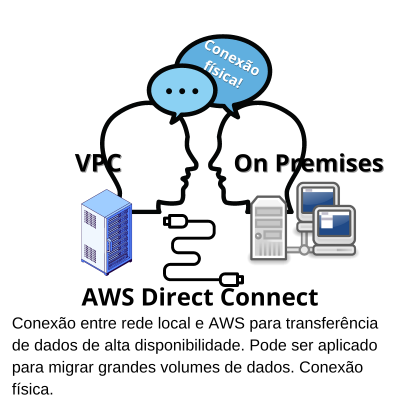 Conexão
física!
VPC
On Premises
AWS Direct Connect
Conexão entre rede local e AWS para transferência
de dados de alta disponibilidade. Pode ser aplicado
para migrar grandes volumes de dados. Conexão
física.